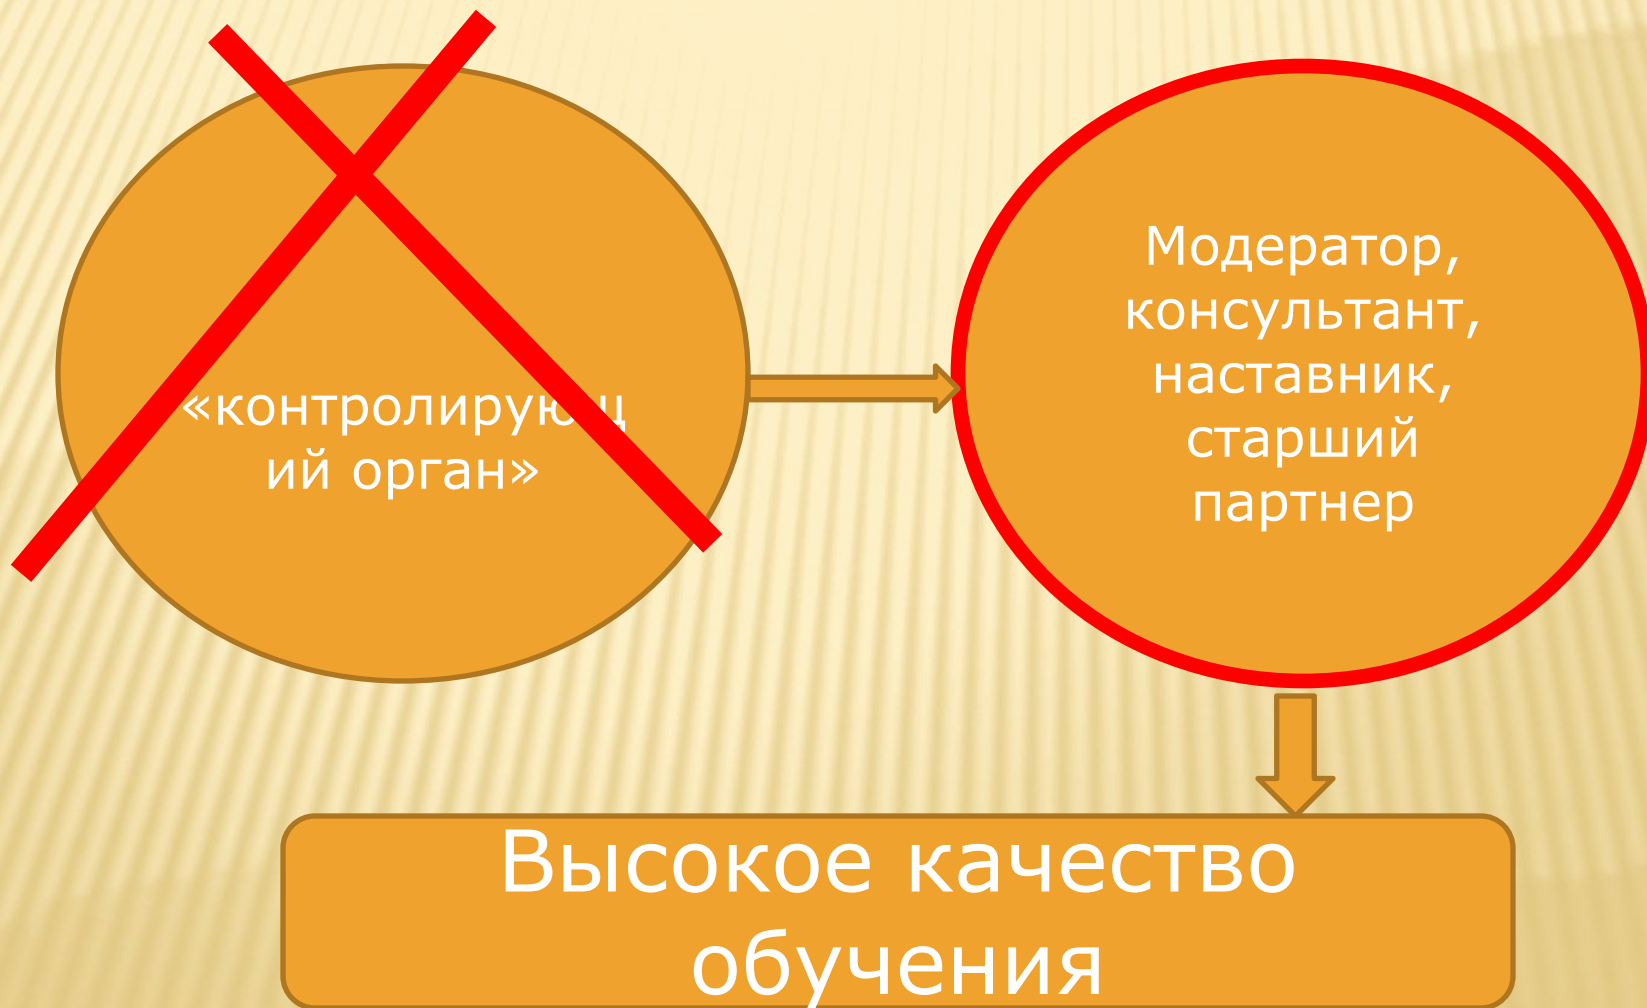 «контролирующ
ий орган»
Модератор,
консультант,
наставник,
старший
партнер
Высокое качество
обучения